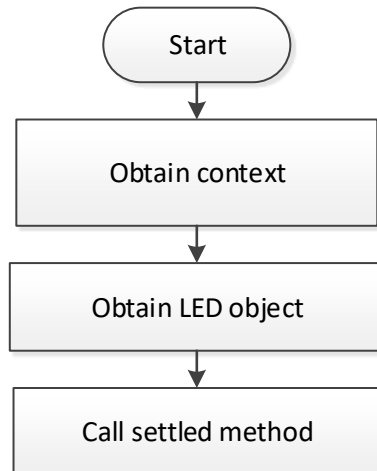 Start
Obtain context
Obtain LED object
Call settled method